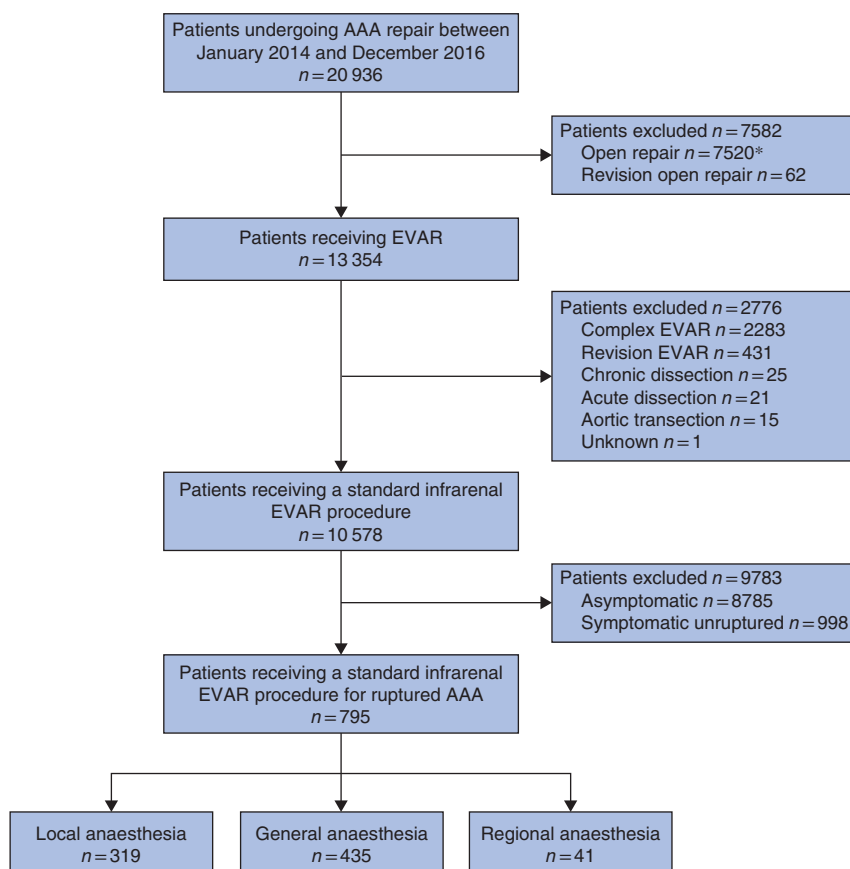 Patients undergoing AAA repair between
January 2014 and December 2016
n=20 936
Patients excluded n=7582
Open repair n=7520*
Revision open repair n=62
Patients receiving EVAR
n=13 354
Patients excluded n=2776
Complex EVAR n=2283
Revision EVAR n=431
Chronic dissection n=25
Acute dissection n=21
Aortic transection n=15
Unknown n=1
Patients receiving a standard infrarenal
EVAR procedure
n=10 578
Patients excluded n=9783
Asymptomatic n=8785
Symptomatic unruptured n=998
Patients receiving a standard infrarenal
EVAR procedure for ruptured AAA
n=795
Local anaesthesia
n=319
General anaesthesia
n=435
Regional anaesthesia
n=41